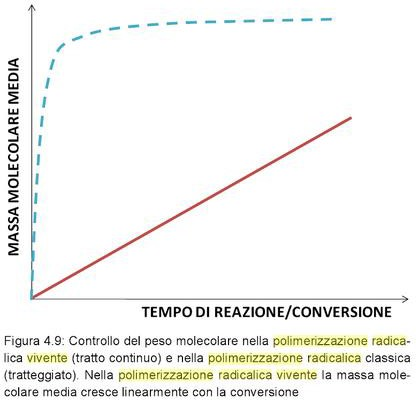 MASSA MOLECOLARE MEDIA
TEMPO DI REAZIONE/CONVERSIONE
Figura 4.9: Controllo del peso molecolare nella polimerizzazione radica-
lica vivente (tratto continuo) e nella polimerizzazione radicalica classica
(tratteggiato). Nella polimerizzazione radicalica vivente la massa mole-
colare media cresce linearmente con la conversione